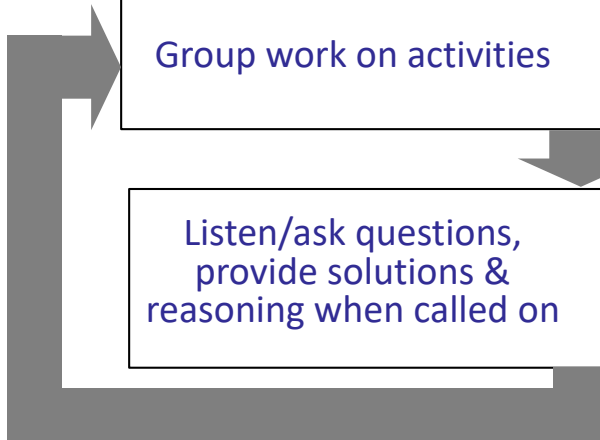 Group work on activities
Listen/ask questions,
provide solutions &
reasoning when called on